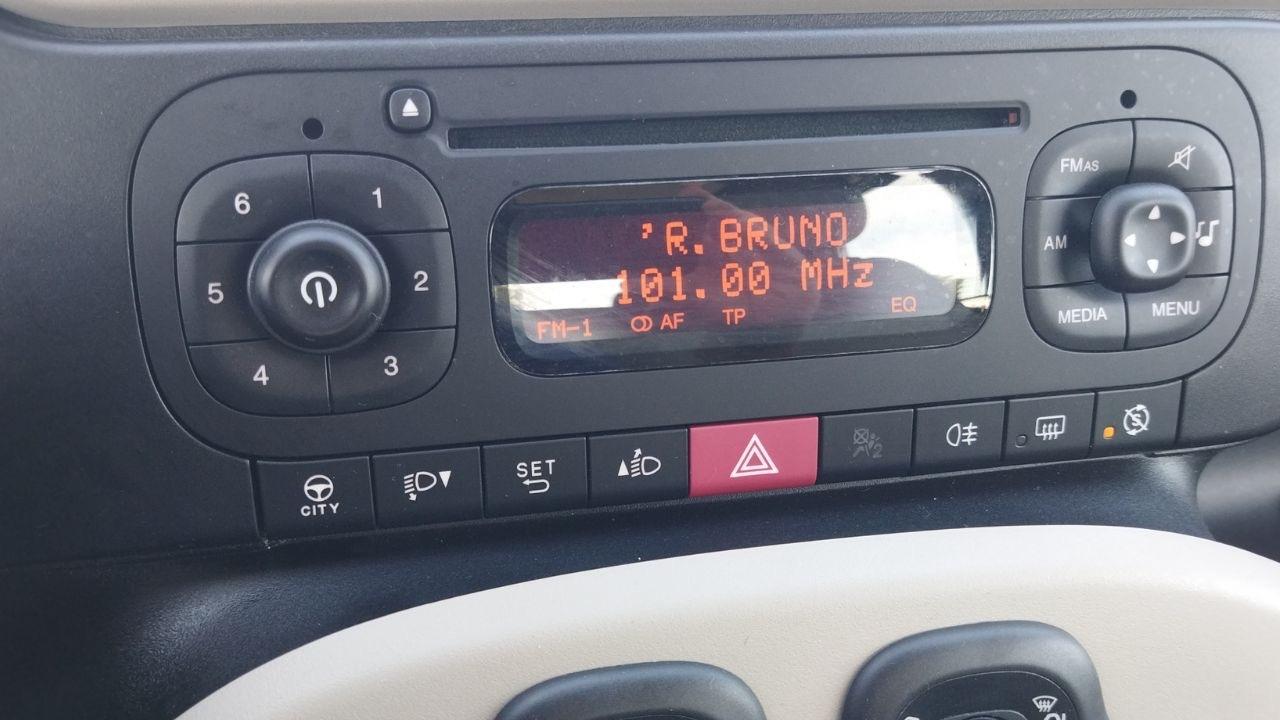 6
1
5
2
4
3
'R.BRUNO
101.00 MHz
FM-1 AF TP EQ
FMAS
AM
MEDIA
MENU
CITY
SET
2
S